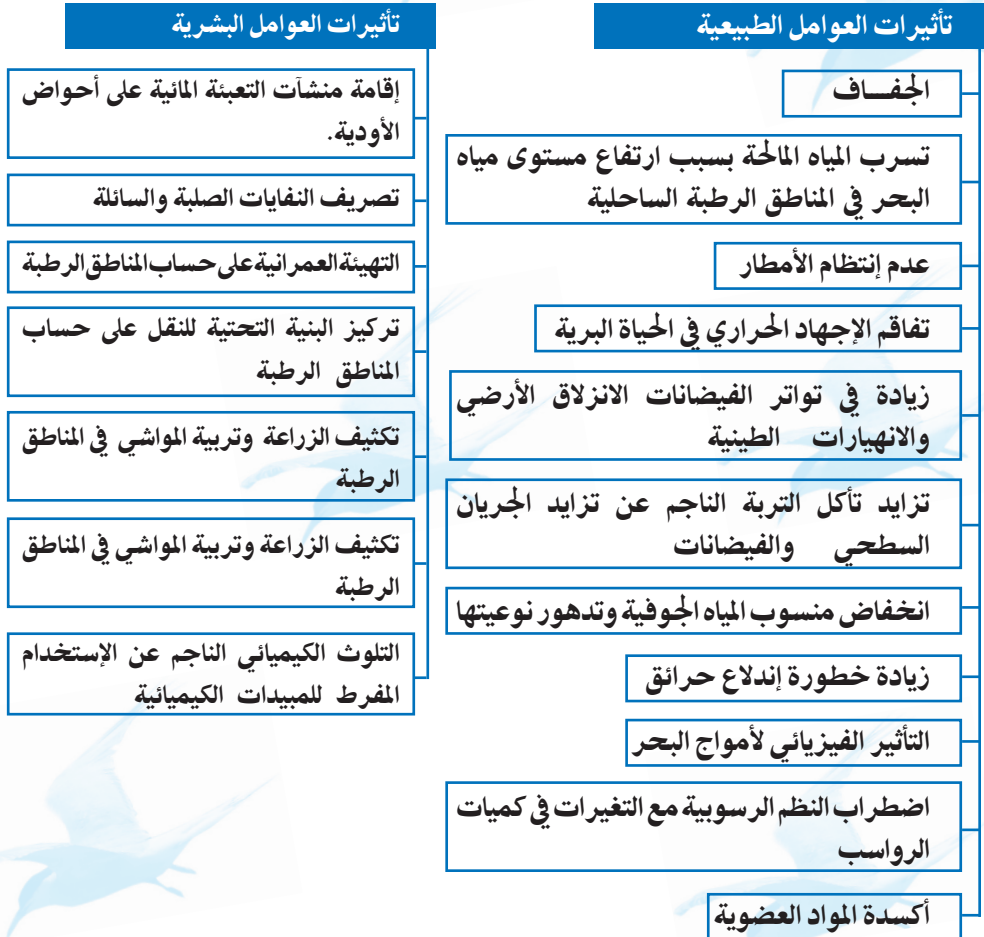 تأثيرات العوامل الطبيعية
الجفــاف
تسرب المياه المالحة بسبب ارتفاع مستوى مياه
البحر في المناطق الرطبة الساحلية
عدم إنتظام الأمطار
تفاقم الإجهاد الحراري في الحياة البرية
زيادة في تواتر الفيضانات الانزلاق الأرضي
والانهيارات الطينية
تزايد تأكل التربة الناجم عن تزايد الجريان
السطحي والفيضانات
انخفاض منسوب المياه الجوفية وتدهور نوعيتها
زيادة خطورة إندلاع حرائق
التأثير الفيزيائي لأمواج البحر
اضطراب النظم الرسوبية مع التغيرات في كميات
الرواسب
أكسدة المواد العضوية
تأثيرات العوامل البشرية
إقامة منشآت التعبئة المائية على أحواض
الأودية.
تصريف النفايات الصلبة والسائلة
التهيئة العمرانية على حساب المناطق الرطبة
تركيز البنية التحتية للنقل على حساب
المناطق الرطبة
تكثيف الزراعة وتربية المواشي في المناطق
الرطبة
تكثيف الزراعة وتربية المواشي في المناطق
الرطبة
التلوث الكيميائي الناجم عن الإستخدام
المفرط للمبيدات الكيميائية